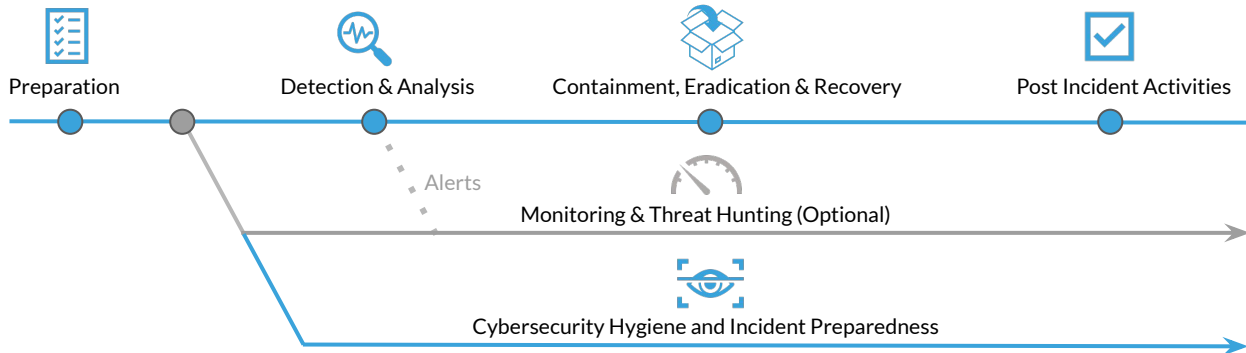 Preparation
Detection & Analysis
Containment, Eradication & Recovery
Post Incident Activities
Alerts
Monitoring & Threat Hunting (Optional)
Cybersecurity Hygiene and Incident Preparedness